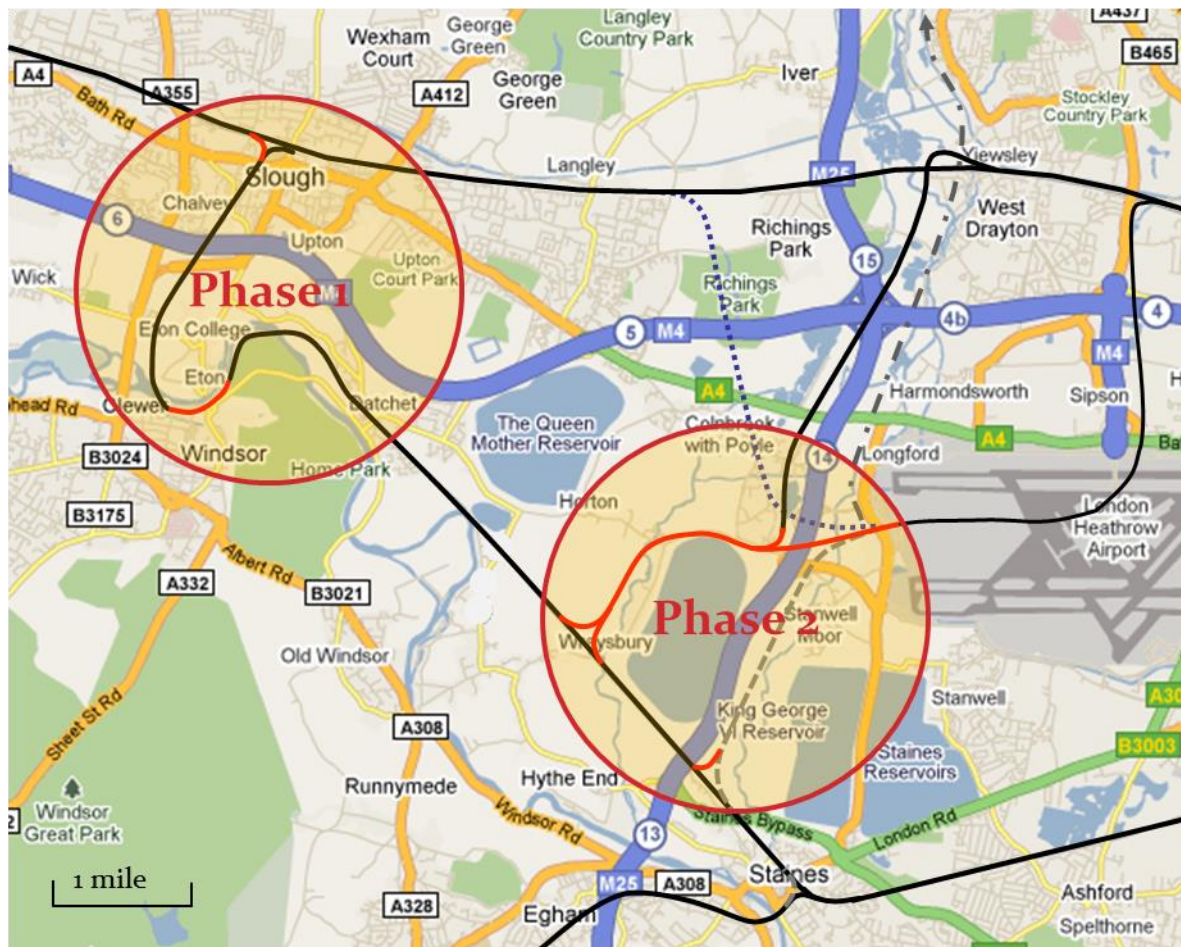 A437
B465
Wexham
Court
George
Green
Langley
Country Park
A4
A355
A412
George
Green
Iver
Stockley
Country Park
Bath Rd
Slough
Langley
M25
Yiewsley
Chalvey
6
Upton
Upton
Court Park
Richings
Park
West
Drayton
Wick
Phase 1
15
Richings
Park
Eton College
5
M4
4b
4
M4
Eton
Datchet
A4
Harmondsworth
Sipson
Clewer
The Queen
Mother Reservoir
Colnbrook
with Poyle
A4
B3024
Windsor
Home Park
14
Longford
B3175
Horton
London
Heathrow
Airport
A332
Albert Rd
B3021
Phase 2
Wraysbury
Stanwell
Moor
Old Windsor
Sheet St Rd
A308
King George
VI Reservoir
Stanwell
A30
B3003
Runnymede
Hythe End
Staines
Reservoirs
Windsor
Great Park
Windsor Rd
13
Staines Bypass
London Rd
1 mile
M25
A308
Staines
A328
Egham
Ashford
Spelthorne